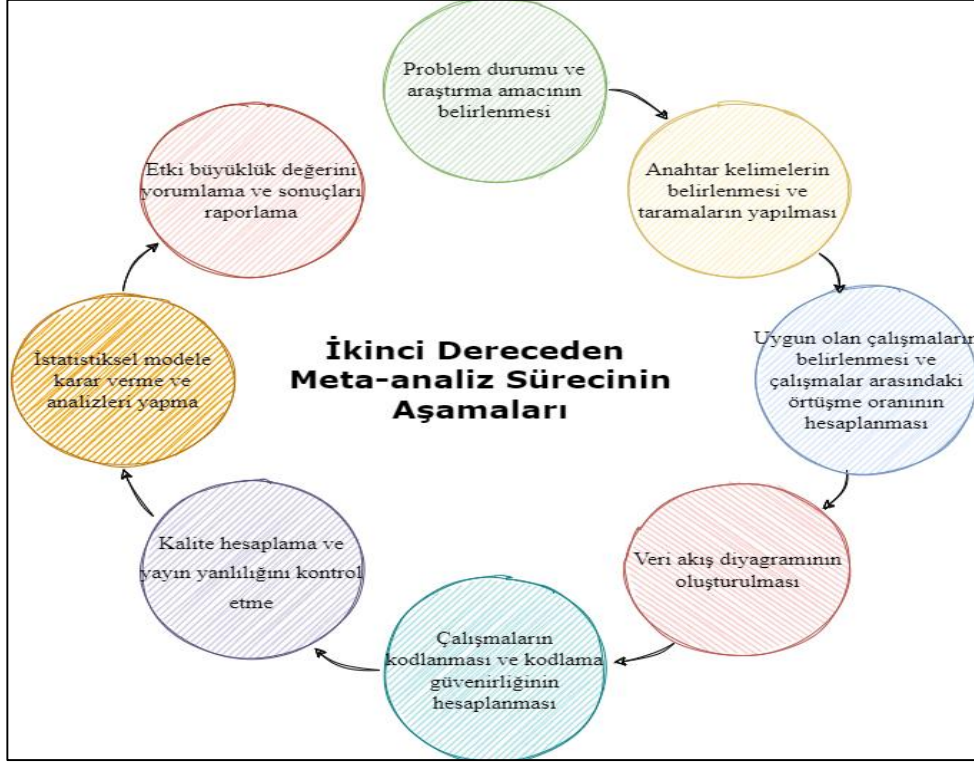 Problem durumu ve
araştırma amacının
belirlenmesi
Anahtar kelimelerin
belirlenmesi ve
taramaların yapılması
Uygun olan çalışmaların
belirlenmesi ve
çalışmalar arasındaki
örtüşme oranının
hesaplanması
Veri akış diyagramının
oluşturulması
Çalışmaların
kodlanması ve kodlama
güvenirliğinin
hesaplanması
Kalite hesaplama ve
yayın yanlılığını kontrol
etme
İstatistiksel modele
karar verme ve
analizleri yapma
Etki büyüklük değerini
yorumlama ve sonuçları
raporlama
İkinci Dereceden
Meta-analiz Sürecinin
Aşamaları